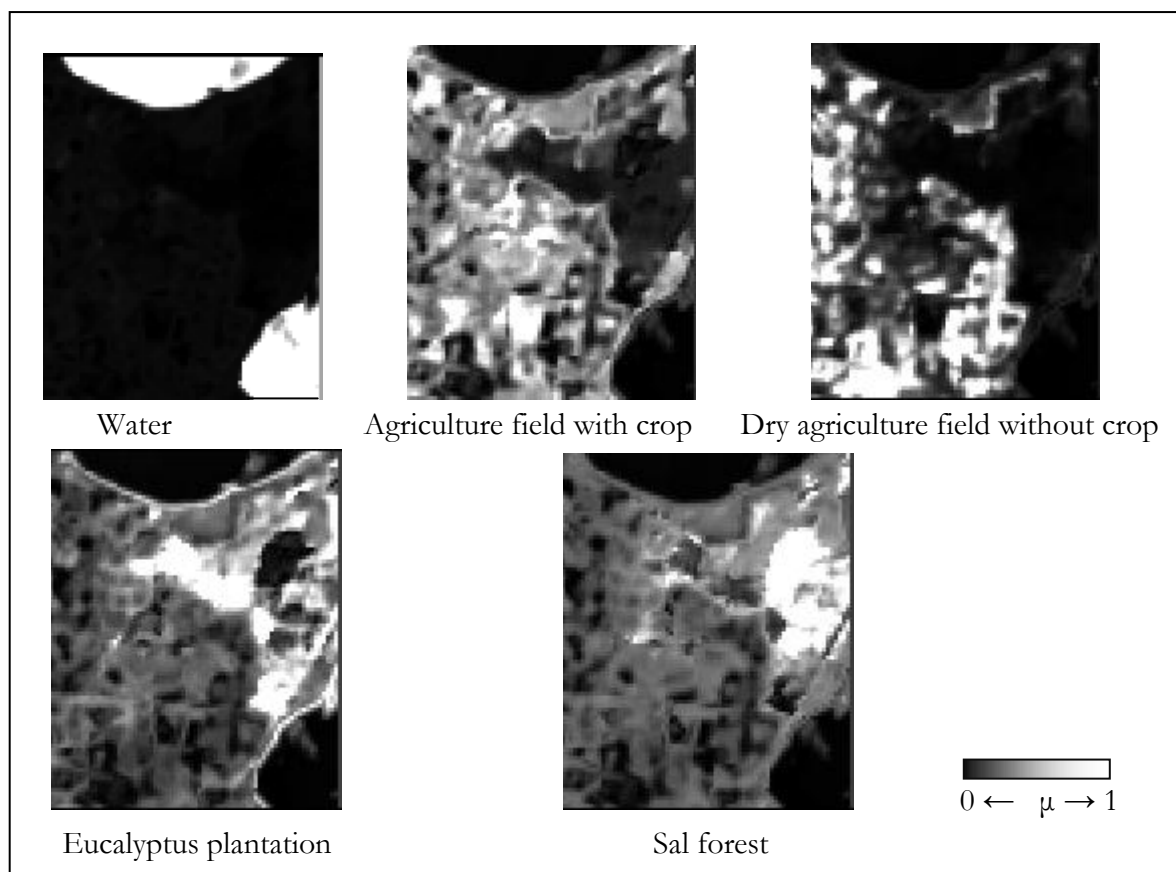 Water
Agriculture field with crop
Dry agriculture field without crop
Eucalyptus plantation
Sal forest
0 ← μ → 1